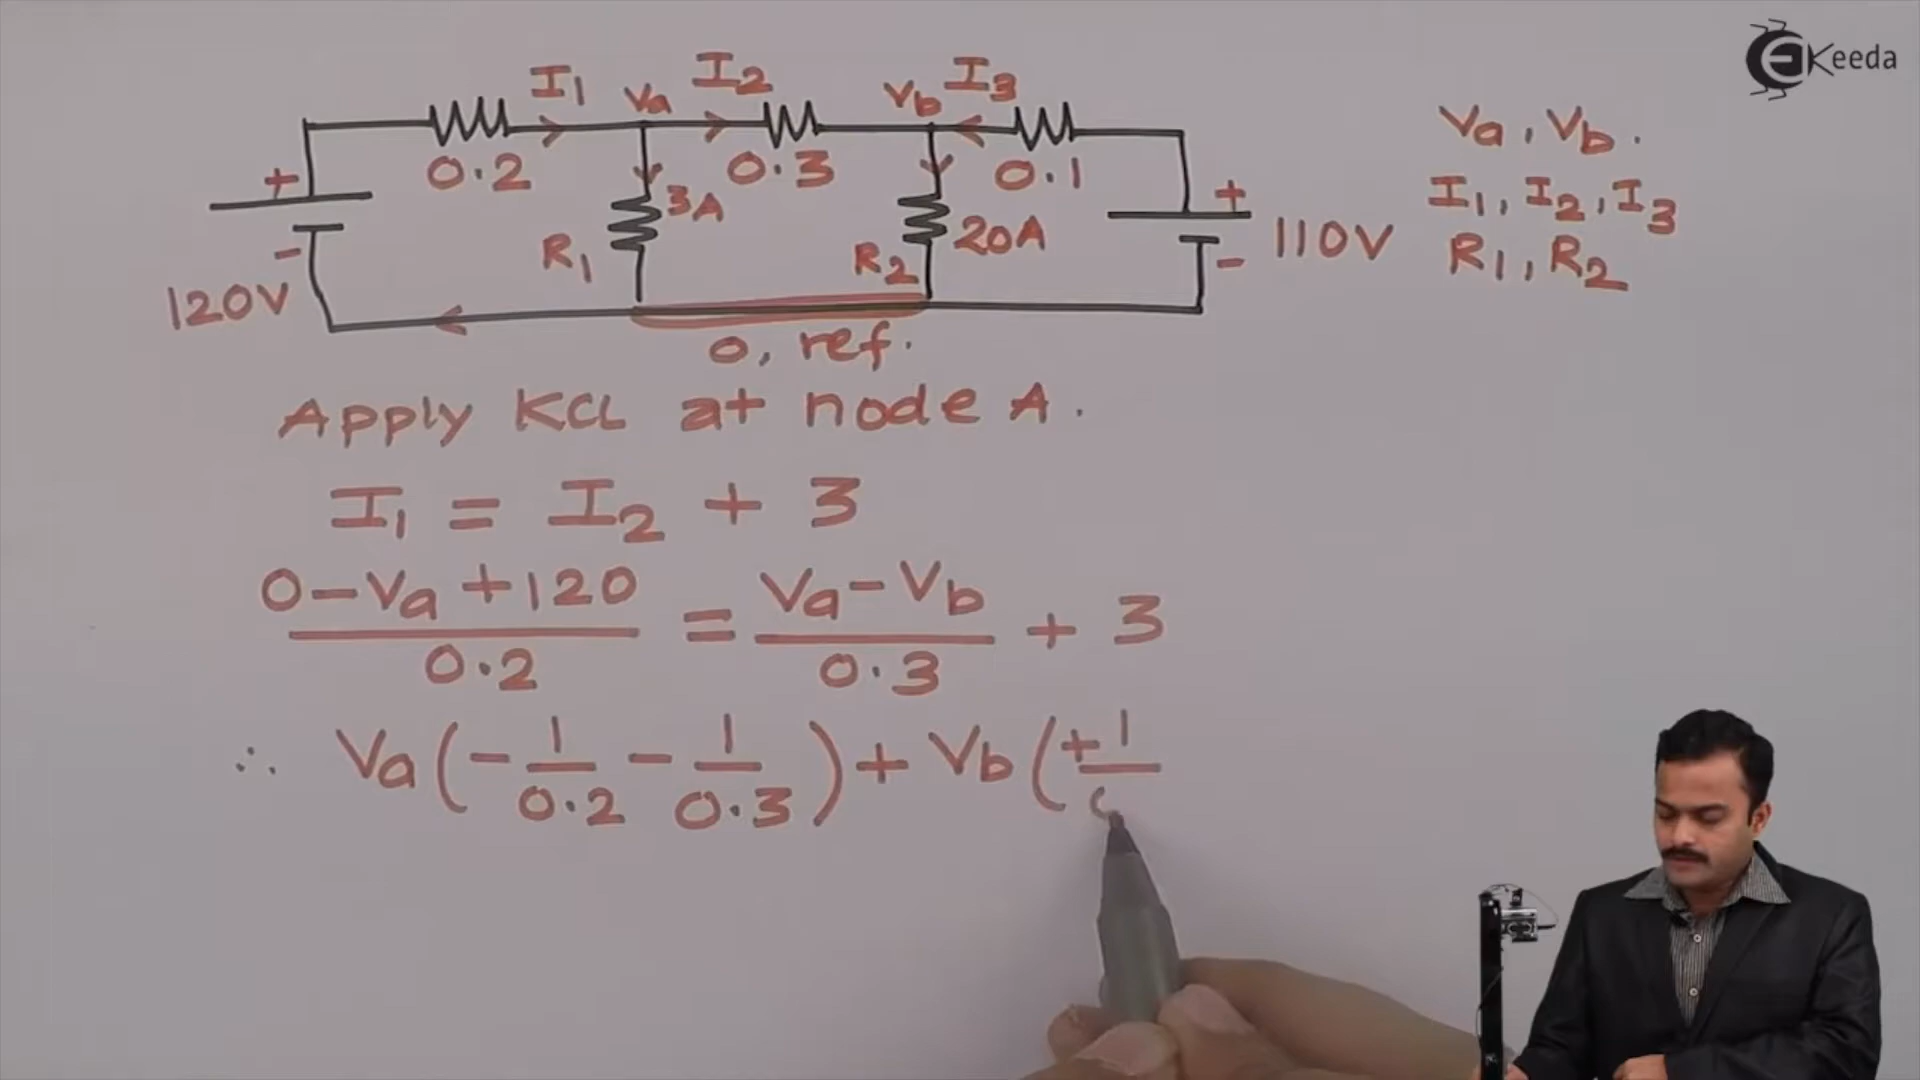 EKeeda
I1 Va I2 Vb I3
0.2 0.3 0.1
+ 3A 20A +
- R1 R2 -
120V 110V
0, ref.
Va, Vb.
I1, I2, I3
R1, R2
Apply KCL at node A.
I1 = I2 + 3
(0-Va+120)/0.2 = (Va-Vb)/0.3 + 3
∴ Va(-1/0.2 - 1/0.3) + Vb(+1/0